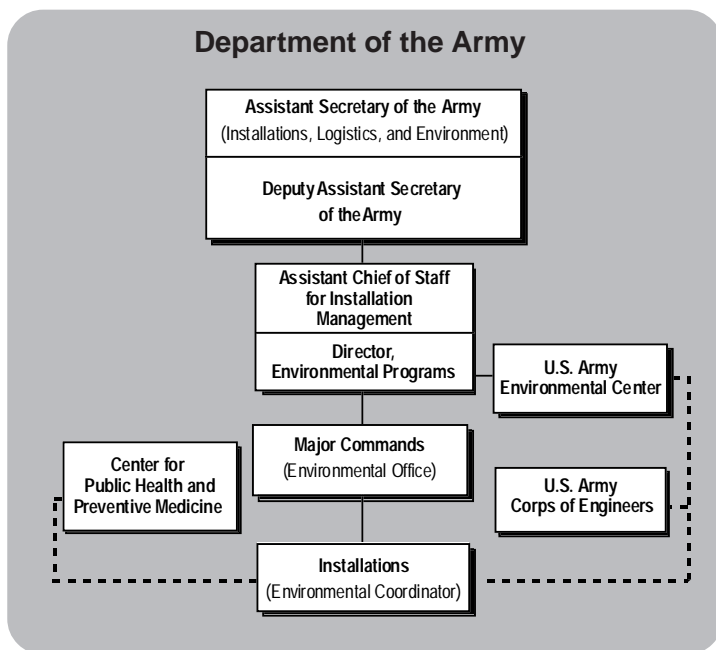 Department of the Army
Assistant Secretary of the Army
(Installations, Logistics, and Environment)
Deputy Assistant Secretary
of the Army
Assistant Chief of Staff
for Installation
Management
Director,
Environmental Programs
U.S. Army
Environmental Center
Major Commands
(Environmental Office)
Center for
Public Health and
Preventive Medicine
U.S. Army
Corps of Engineers
Installations
(Environmental Coordinator)